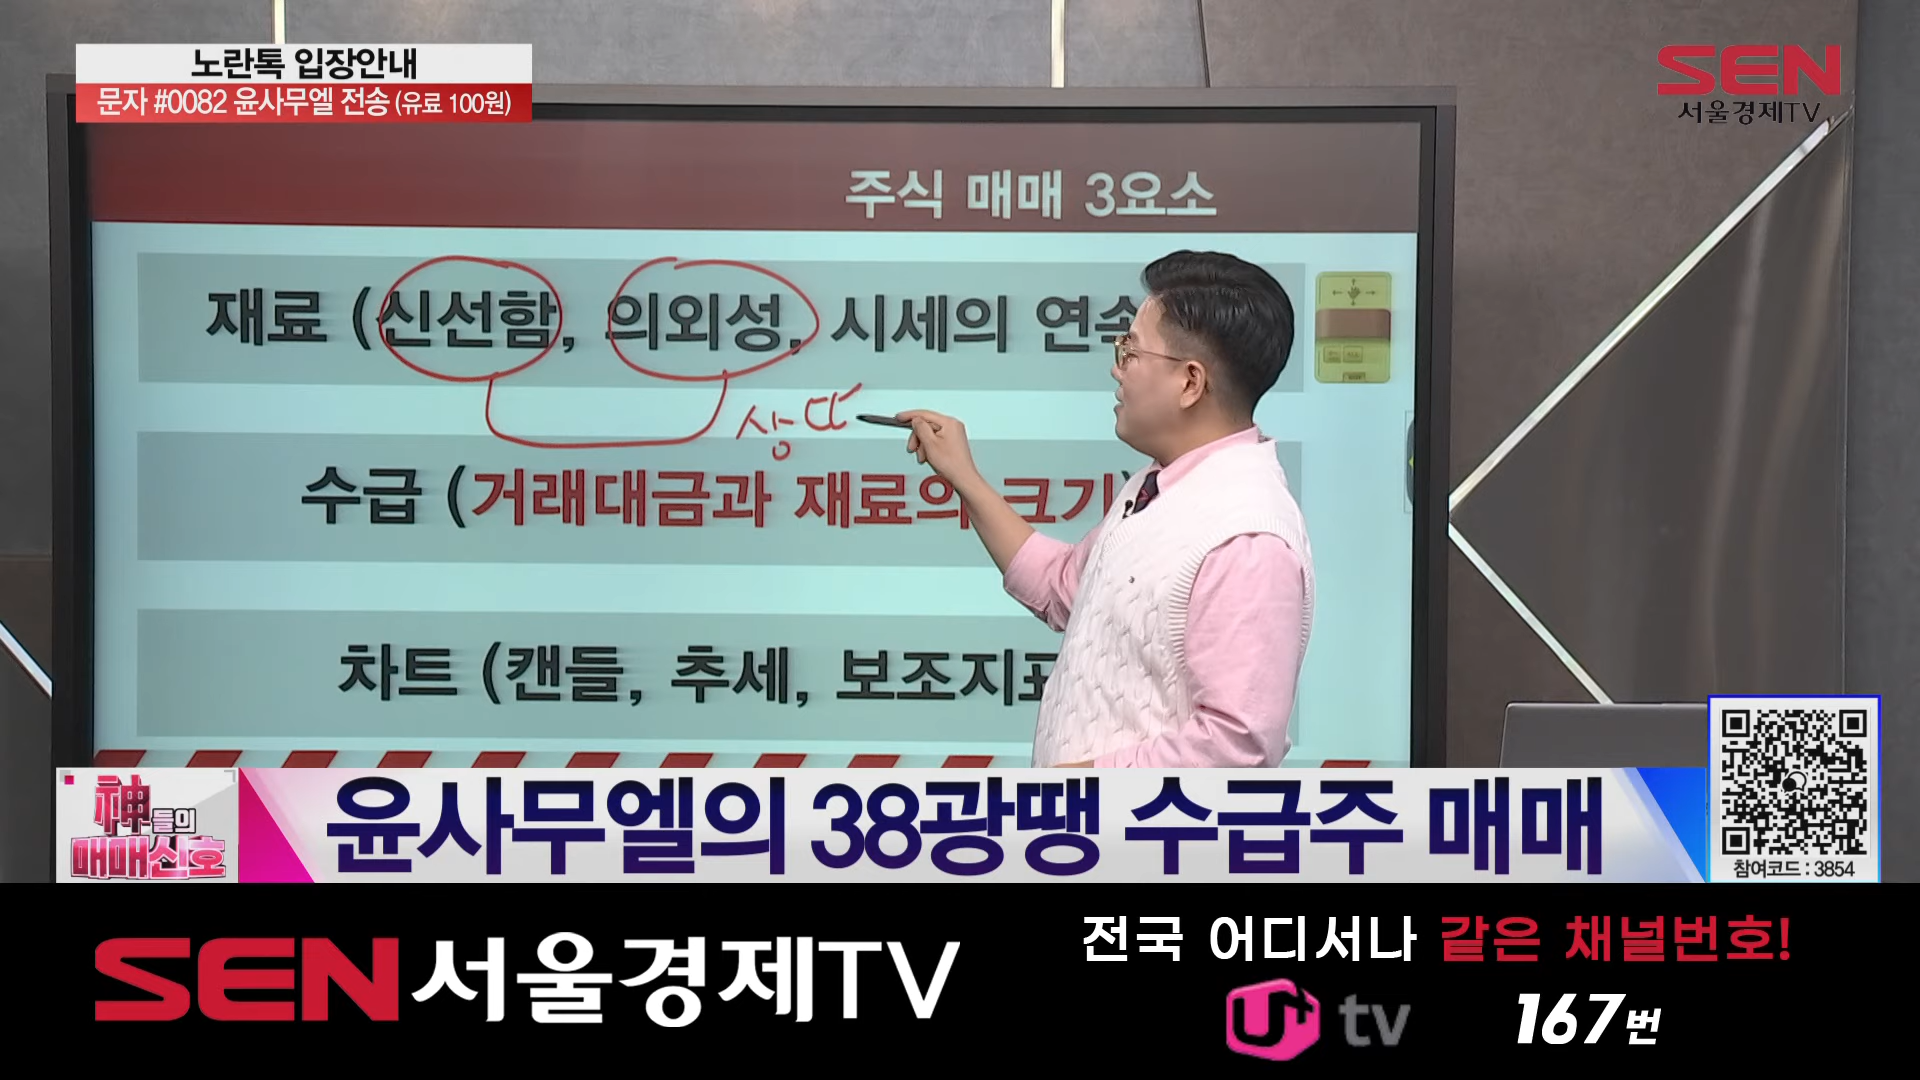 노란톡 입장안내
문자 #0082 윤사무엘 전송 (유료 100원)
SEN
서울경제TV
주식 매매 3요소
재료 (신선함, 의외성, 시세의 연속
상따
수급 (거래대금과 재료의 크기)
차트 (캔들, 추세, 보조지표
神들의
매매신호
윤사무엘의 38광땡 수급주 매매
참여코드 : 3854
SEN서울경제TV
전국 어디서나 같은 채널번호!
U+ tv
167번